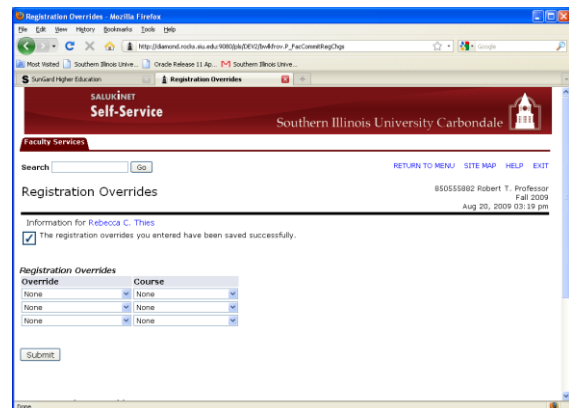 Registration Overrides - Mozilla Firefox
File Edit View History Bookmarks Tools Help
http://diamond.rocks.siu.edu:9080/pls/DEV2/bwlkfrov.P_FacCommitRegChgs
Google
Most Visited Southern Illinois Unive... Oracle Release 11 Ap... Southern Illinois Unive...
SunGard Higher Education Registration Overrides
SALUKINET
Self-Service
Southern Illinois University Carbondale
Faculty Services
Search Go RETURN TO MENU SITE MAP HELP EXIT
Registration Overrides
850555882 Robert T. Professor
Fall 2009
Aug 20, 2009 03:19 pm
Information for Rebecca C. Thies
The registration overrides you entered have been saved successfully.
Registration Overrides
Override Course
None None
None None
None None
Submit
Done